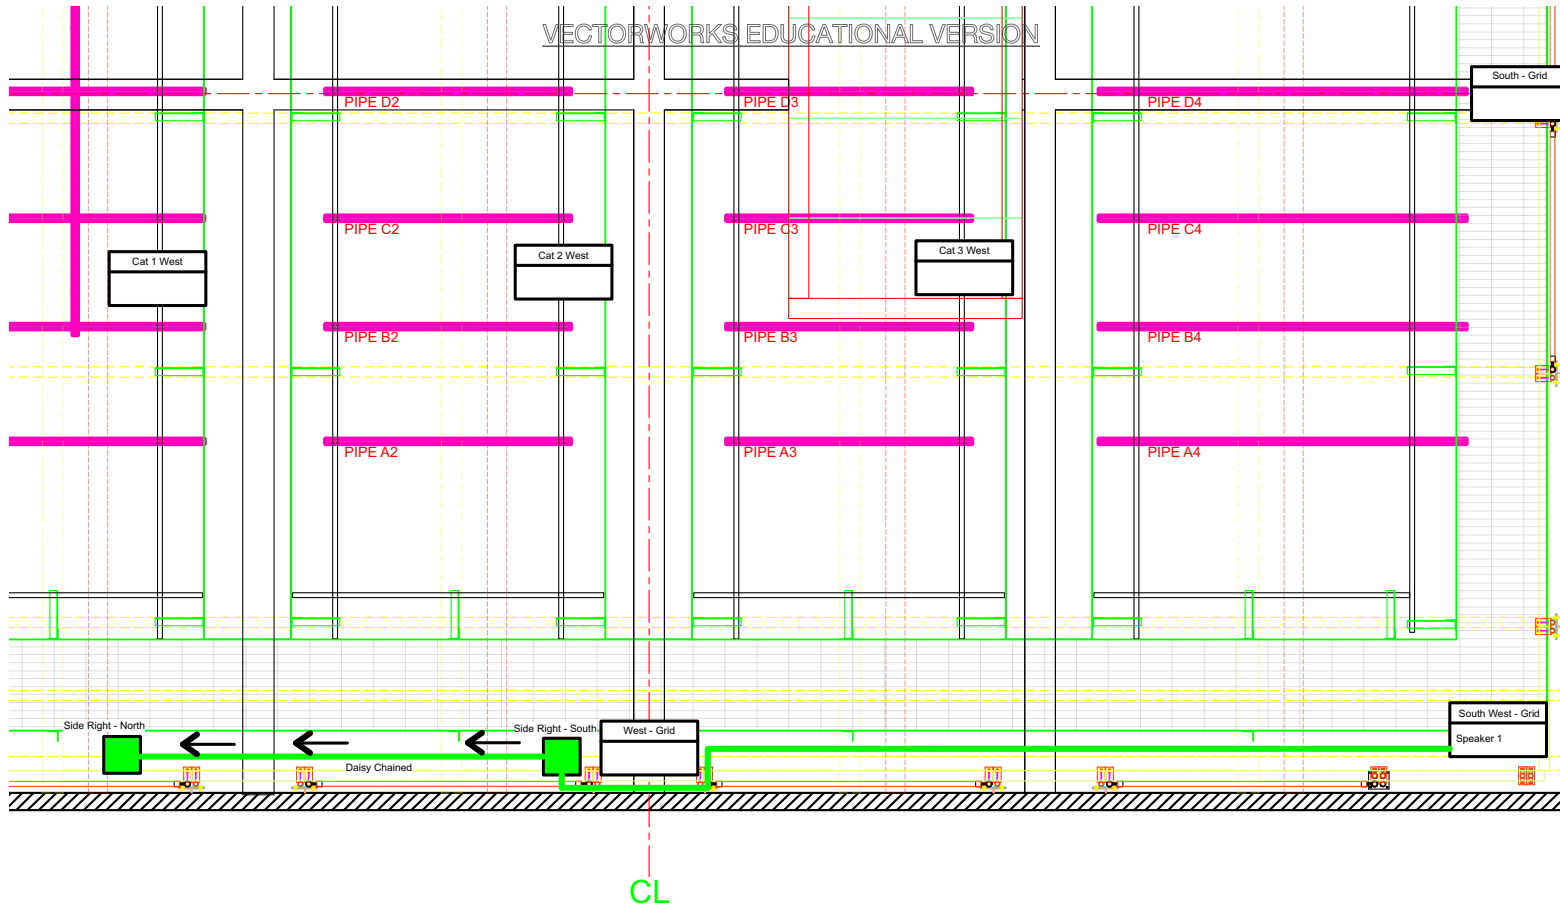 VECTORWORKS EDUCATIONAL VERSION
South - Grid
PIPE D2
PIPE D3
PIPE D4
PIPE C2
PIPE C3
PIPE C4
Cat 1 West
Cat 2 West
Cat 3 West
PIPE B2
PIPE B3
PIPE B4
PIPE A2
PIPE A3
PIPE A4
Side Right - North
Side Right - South
West - Grid
South West - Grid
Speaker 1
Daisy Chained
CL